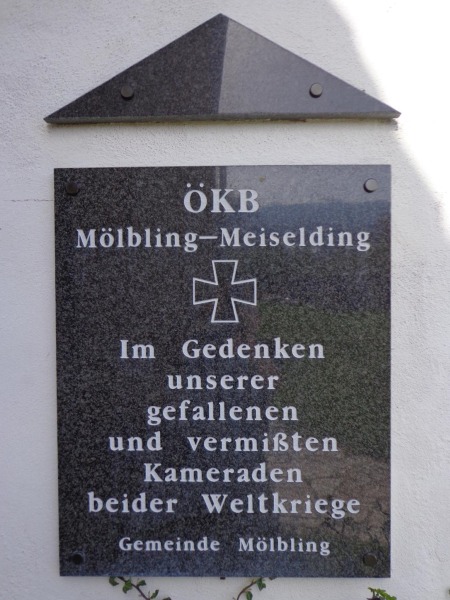 ÖKB
Mölbling–Meiselding
Im Gedenken
unserer
gefallenen
und vermißten
Kameraden
beider Weltkriege
Gemeinde Mölbling